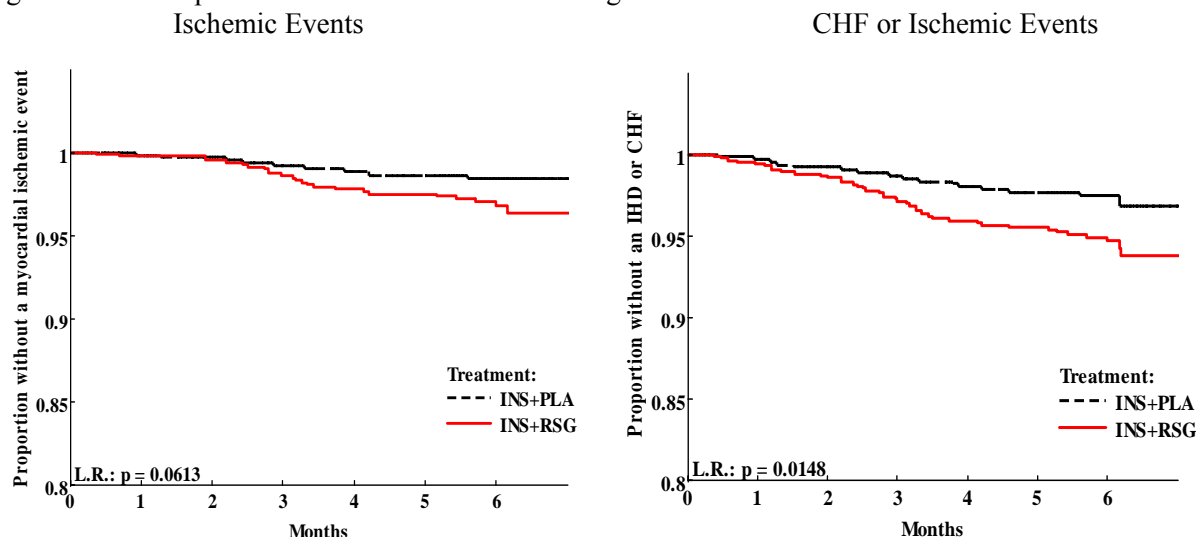 Ischemic Events
Proportion without a myocardial ischemic event
1
0.95
0.9
0.85
0.8
Treatment:
INS+PLA
INS+RSG
L.R.: p = 0.0613
0 1 2 3 4 5 6
Months
CHF or Ischemic Events
Proportion without an IHD or CHF
1
0.95
0.9
0.85
0.8
Treatment:
INS+PLA
INS+RSG
L.R.: p = 0.0148
0 1 2 3 4 5 6
Months